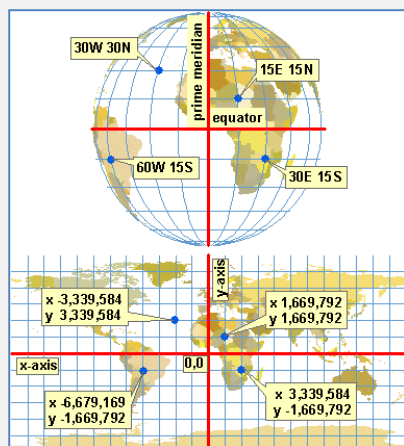 30W 30N
prime meridian
15E 15N
equator
60W 15S
30E 15S
y-axis
x -3,339,584
y 3,339,584
x 1,669,792
y 1,669,792
x-axis
0,0
x -6,679,169
y -1,669,792
x 3,339,584
y -1,669,792